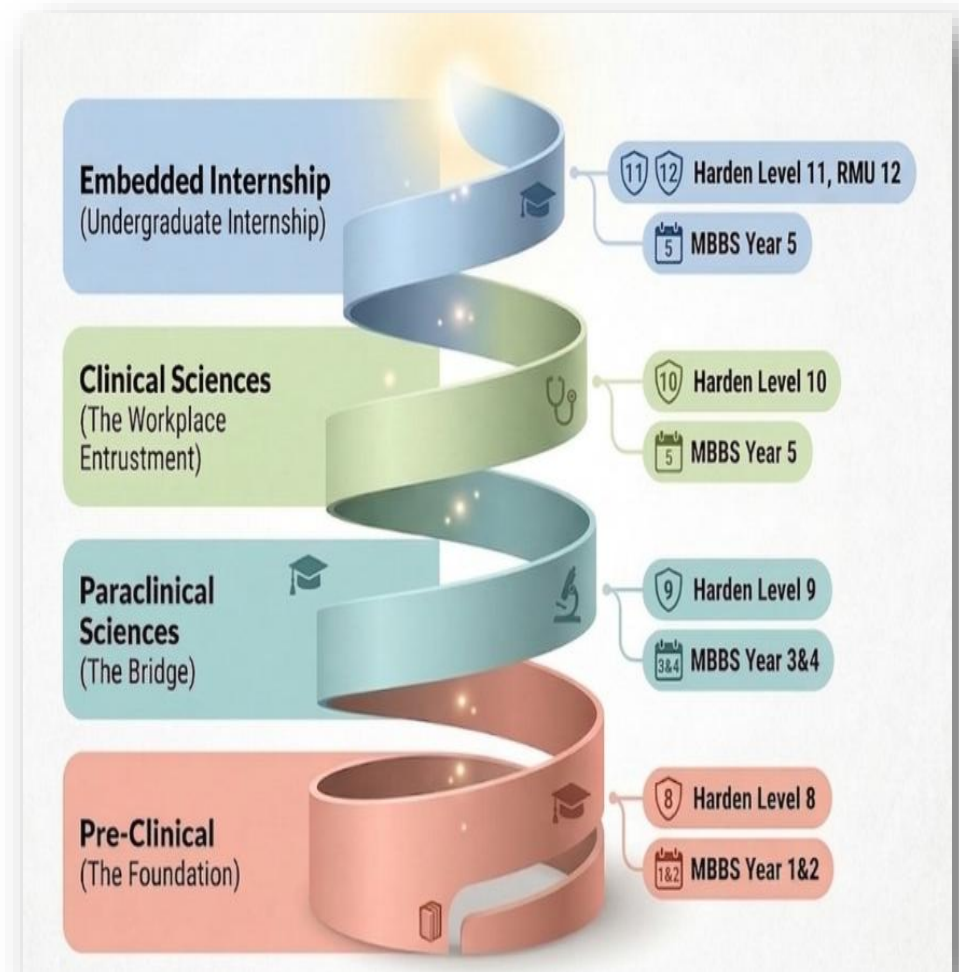 Embedded Internship
(Undergraduate Internship)
11 12 Harden Level 11, RMU 12
5 MBBS Year 5
Clinical Sciences
(The Workplace
Entrustment)
10 Harden Level 10
5 MBBS Year 5
Paraclinical
Sciences
(The Bridge)
9 Harden Level 9
3&4 MBBS Year 3&4
Pre-Clinical
(The Foundation)
8 Harden Level 8
1&2 MBBS Year 1&2